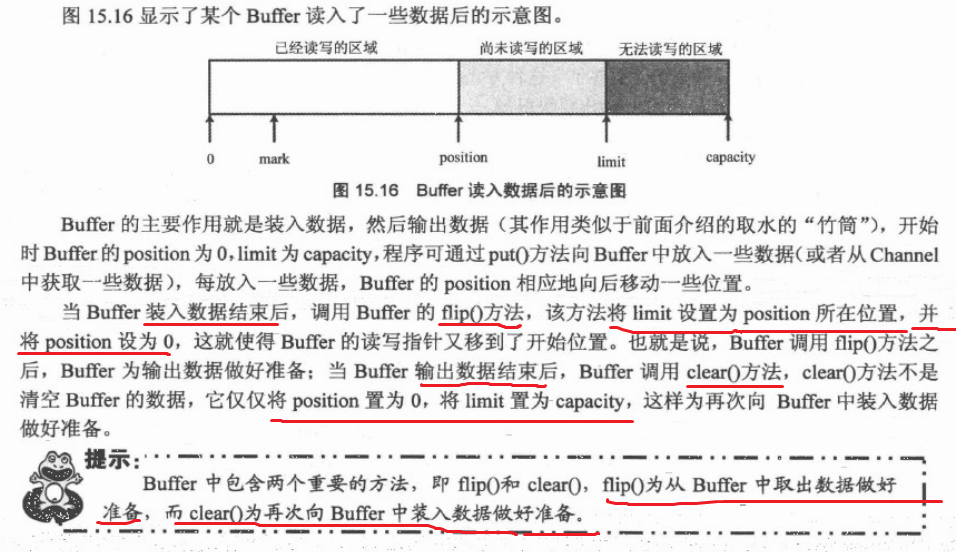 图 15.16 显示了某个 Buffer 读入了一些数据后的示意图。
已经读写的区域 尚未读写的区域 无法读写的区域
0 mark position limit capacity
图 15.16 Buffer 读入数据后的示意图
Buffer 的主要作用就是装入数据，然后输出数据（其作用类似于前面介绍的取水的“竹筒”），开始
时 Buffer 的 position 为 0，limit 为 capacity，程序可通过 put()方法向 Buffer 中放入一些数据（或者从 Channel
中获取一些数据），每放入一些数据，Buffer 的 position 相应地向后移动一些位置。
当 Buffer 装入数据结束后，调用 Buffer 的 flip()方法，该方法将 limit 设置为 position 所在位置，并
将 position 设为 0，这就使得 Buffer 的读写指针又移到了开始位置。也就是说，Buffer 调用 flip()方法之
后，Buffer 为输出数据做好准备；当 Buffer 输出数据结束后，Buffer 调用 clear()方法，clear()方法不是
清空 Buffer 的数据，它仅仅将 position 置为 0，将 limit 置为 capacity，这样为再次向 Buffer 中装入数据
做好准备。
提示：
Buffer 中包含两个重要的方法，即 flip()和 clear()，flip()为从 Buffer 中取出数据做好
准备，而 clear()为再次向 Buffer 中装入数据做好准备。